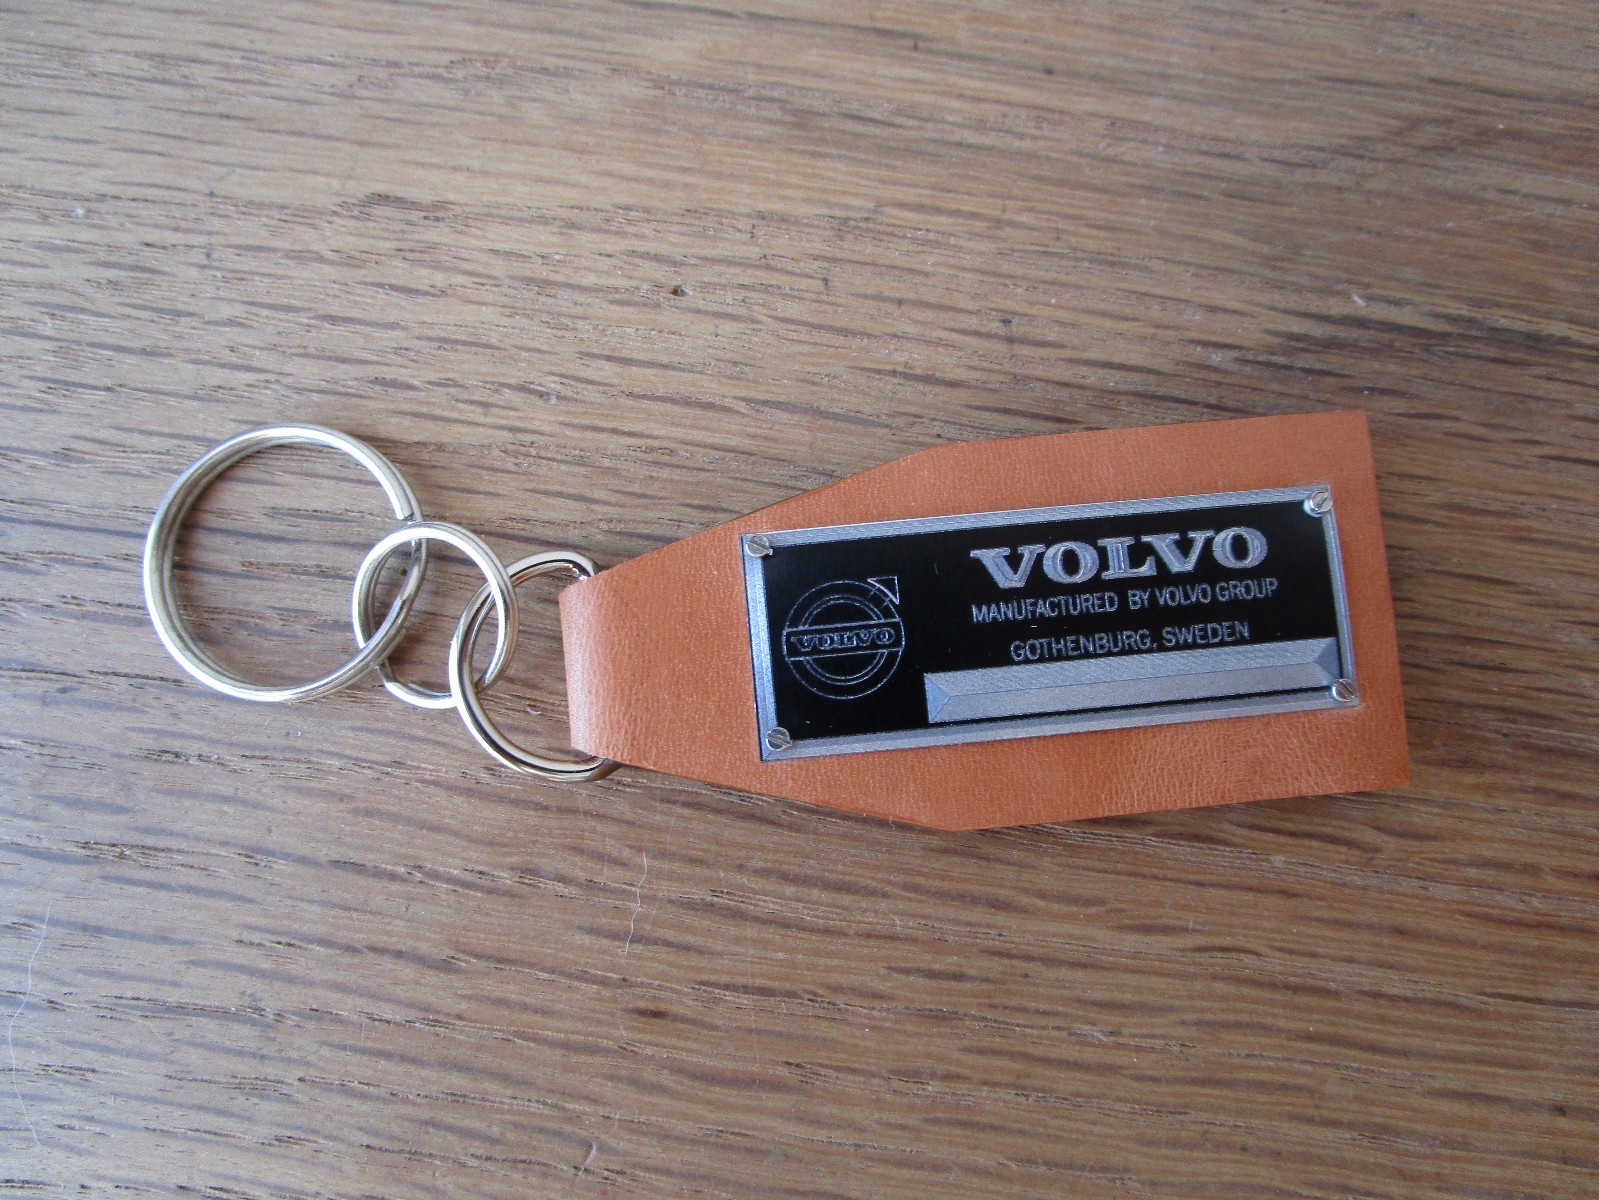 VOLVO
VOLVO
MANUFACTURED BY VOLVO GROUP
GOTHENBURG, SWEDEN